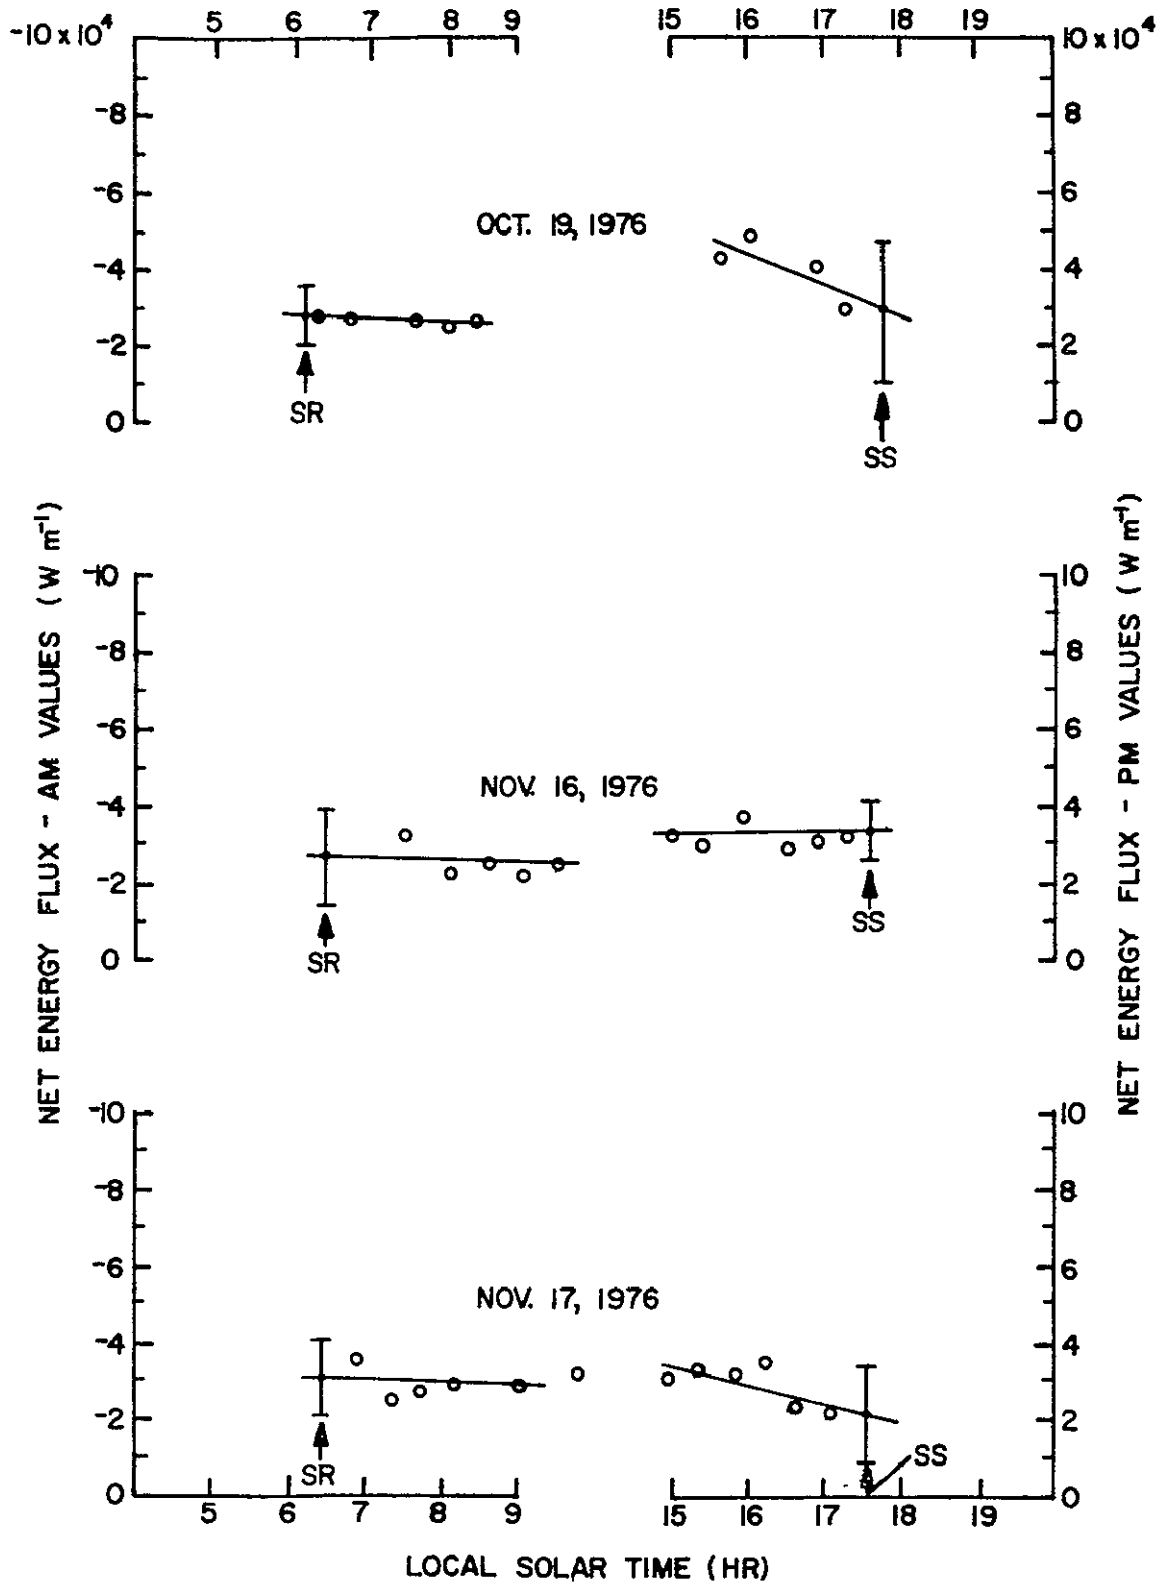 5 6 7 8 9 15 16 17 18 19
-10 x 10⁴ 10 x 10⁴
-8 8
-6 6
OCT. 19, 1976
-4 4
-2 2
SR
0 0
SS
NET ENERGY FLUX - AM VALUES (W m⁻¹)
NET ENERGY FLUX - PM VALUES (W m⁻¹)
-10 10
-8 8
-6 6
NOV. 16, 1976
-4 4
-2 2
SS
0 0
SR
-10 10
-8 8
-6 6
NOV. 17, 1976
-4 4
-2 2
SS
SR
0 0
5 6 7 8 9 15 16 17 18 19
LOCAL SOLAR TIME (HR)